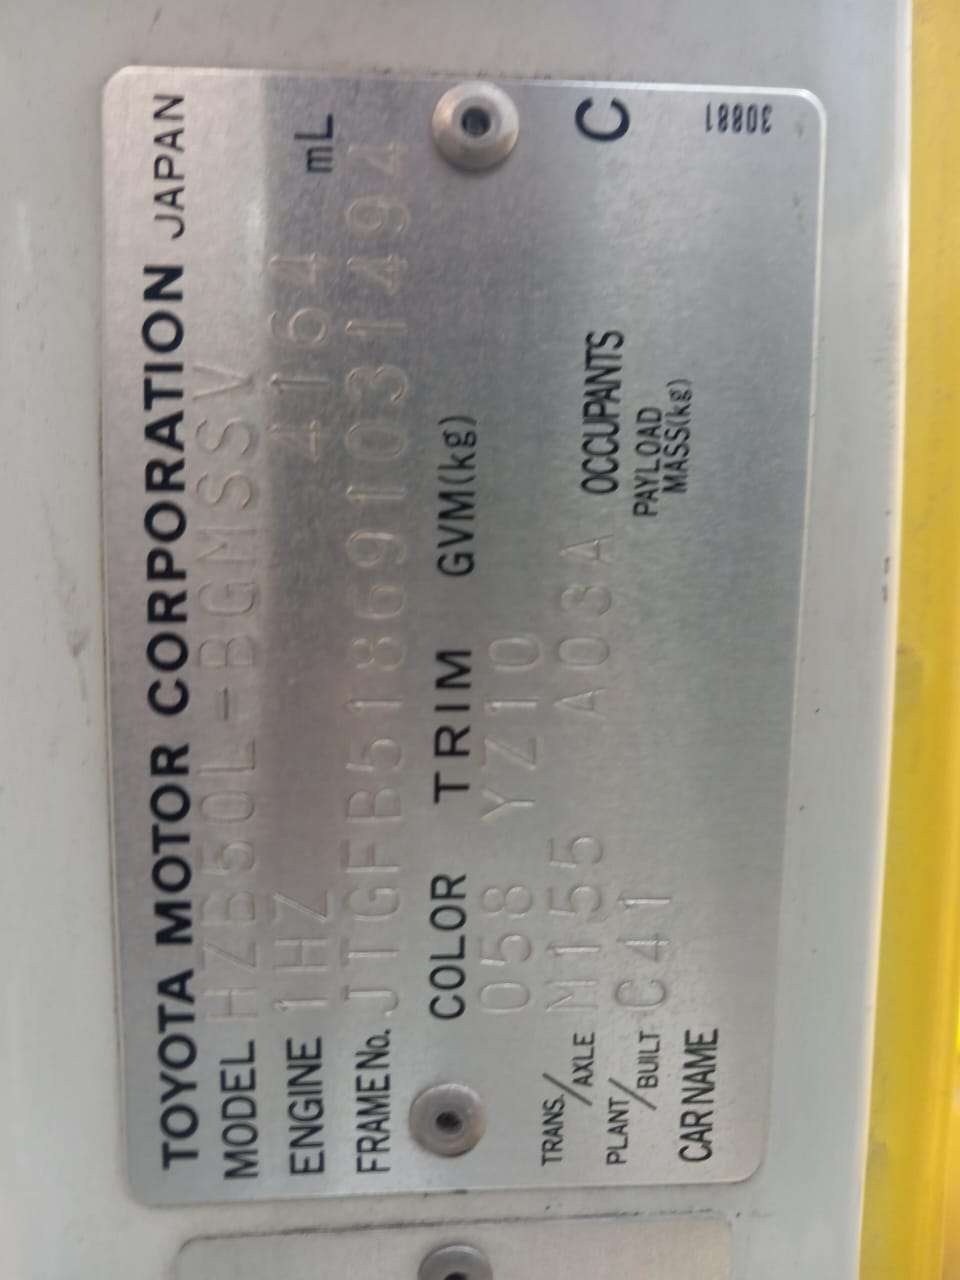 TOYOTA MOTOR CORPORATION JAPAN
MODEL HZB50L-BGMSSV
ENGINE 1HZ 4164 mL
FRAME No. JTGFB518691031494
COLOR TRIM GVM(kg)
058 YZ10
TRANS./AXLE M155 A03A OCCUPANTS C
PLANT/BUILT C41 PAYLOAD MASS(kg)
CAR NAME
30881